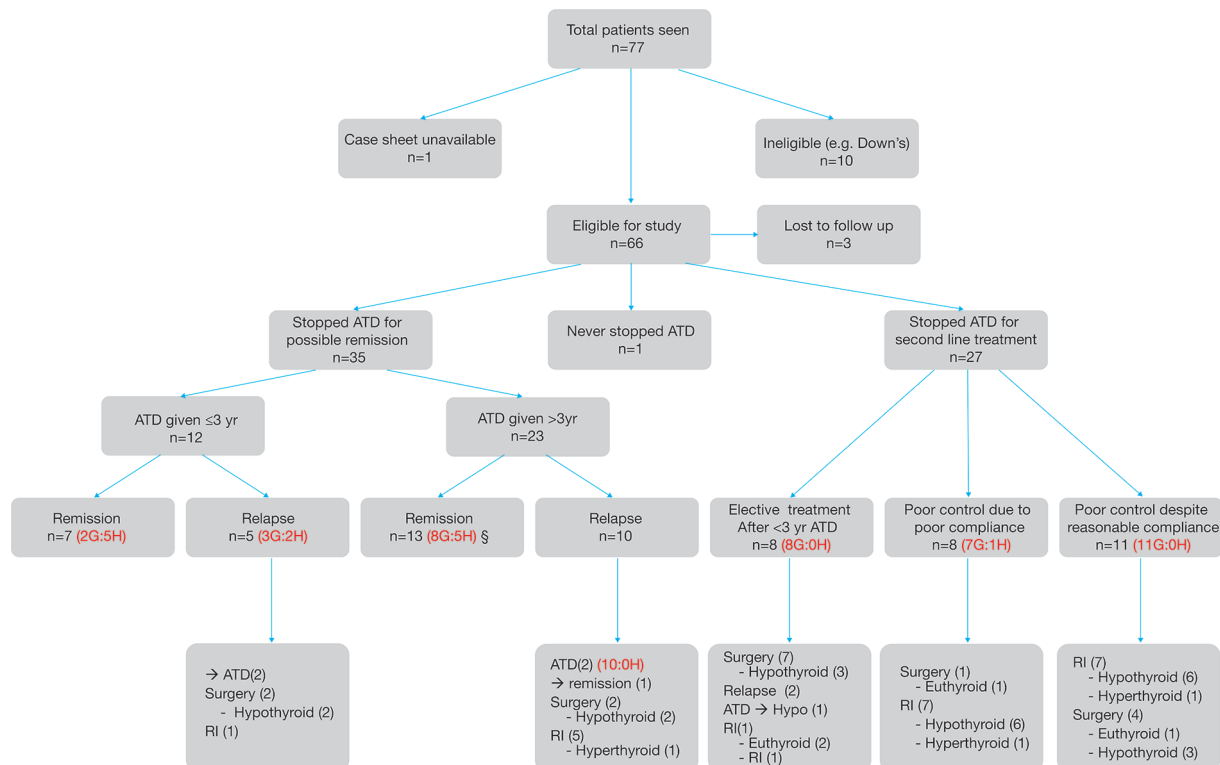 Total patients seen
n=77
Case sheet unavailable
n=1
Ineligible (e.g. Down's)
n=10
Eligible for study
n=66
Lost to follow up
n=3
Stopped ATD for
possible remission
n=35
Never stopped ATD
n=1
Stopped ATD for
second line treatment
n=27
ATD given ≤3 yr
n=12
ATD given >3yr
n=23
Remission
n=7 (2G:5H)
Relapse
n=5 (3G:2H)
Remission
n=13 (8G:5H) §
Relapse
n=10
Elective treatment
After <3 yr ATD
n=8 (8G:0H)
Poor control due to
poor compliance
n=8 (7G:1H)
Poor control despite
reasonable compliance
n=11 (11G:0H)
→ ATD(2)
Surgery (2)
- Hypothyroid (2)
RI (1)
ATD(2) (10:0H)
→ remission (1)
Surgery (2)
- Hypothyroid (2)
RI (5)
- Hyperthyroid (1)
Surgery (7)
- Hypothyroid (3)
Relapse (2)
ATD → Hypo (1)
RI(1)
- Euthyroid (2)
- RI (1)
Surgery (1)
- Euthyroid (1)
RI (7)
- Hypothyroid (6)
- Hyperthyroid (1)
RI (7)
- Hypothyroid (6)
- Hyperthyroid (1)
Surgery (4)
- Euthyroid (1)
- Hypothyroid (3)